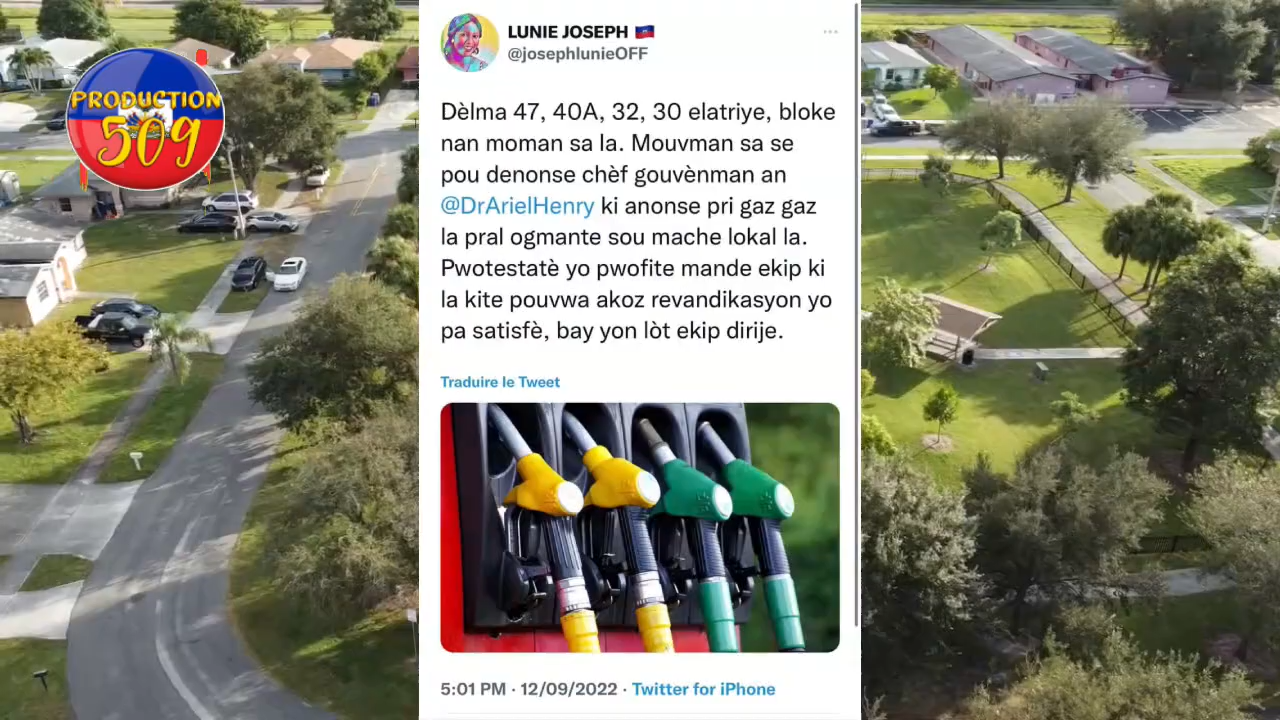 PRODUCTION
509
LUNIE JOSEPH
@josephlunieOFF
Dèlma 47, 40A, 32, 30 elatriye, bloke
nan moman sa la. Mouvman sa se
pou denonse chèf gouvènman an
@DrArielHenry ki anonse pri gaz gaz
la pral ogmante sou mache lokal la.
Pwotestatè yo pwofite mande ekip ki
la kite pouvwa akoz revandikasyon yo
pa satisfè, bay yon lòt ekip dirije.
Traduire le Tweet
5:01 PM · 12/09/2022 · Twitter for iPhone